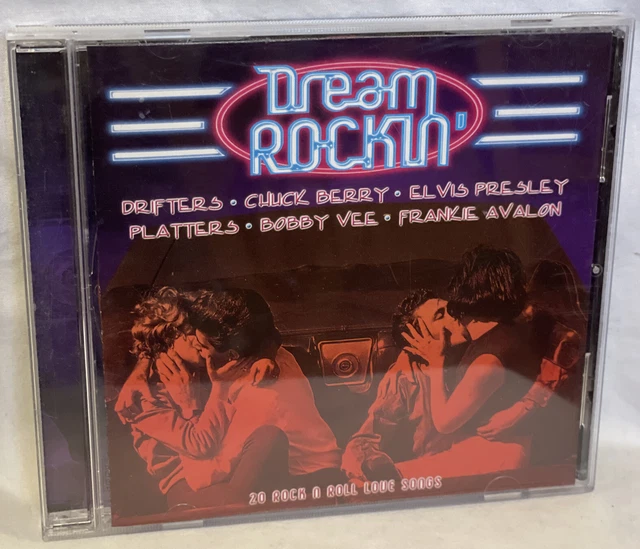 Dream
ROCKIN'
DRIFTERS • CHUCK BERRY • ELVIS PRESLEY
PLATTERS • BOBBY VEE • FRANKIE AVALON
20 ROCK N ROLL LOVE SONGS